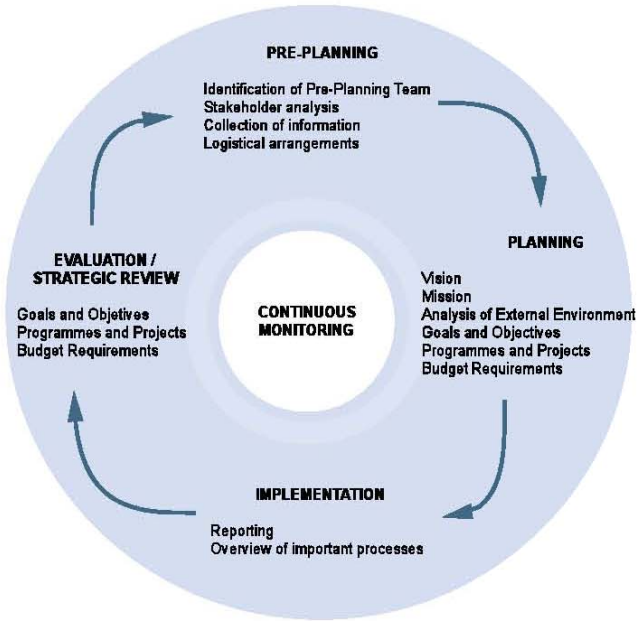 PRE-PLANNING
Identification of Pre-Planning Team
Stakeholder analysis
Collection of information
Logistical arrangements
PLANNING
Vision
Mission
Analysis of External Environment
Goals and Objectives
Programmes and Projects
Budget Requirements
EVALUATION /
STRATEGIC REVIEW
Goals and Objetives
Programmes and Projects
Budget Requirements
CONTINUOUS
MONITORING
IMPLEMENTATION
Reporting
Overview of important processes